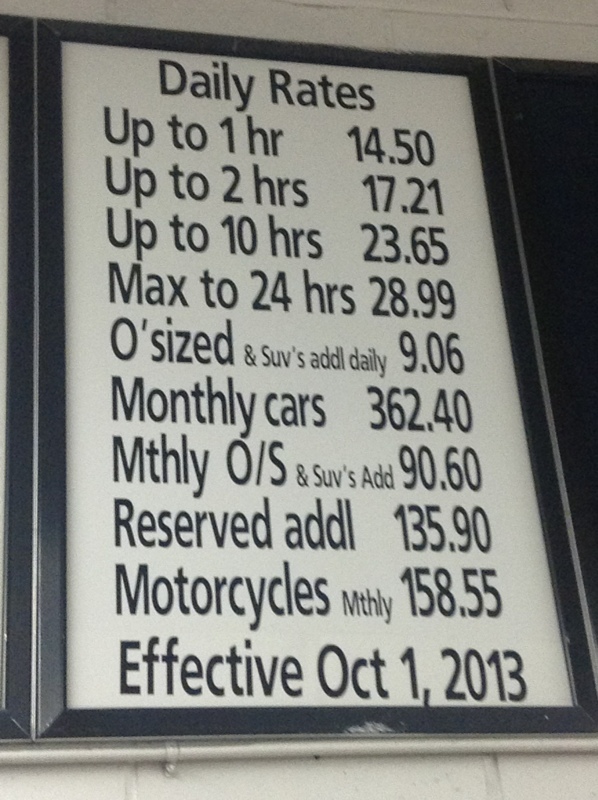 Daily Rates
Up to 1 hr 14.50
Up to 2 hrs 17.21
Up to 10 hrs 23.65
Max to 24 hrs 28.99
O'sized & Suv's addl daily 9.06
Monthly cars 362.40
Mthly O/S & Suv's Add 90.60
Reserved addl 135.90
Motorcycles Mthly 158.55
Effective Oct 1, 2013